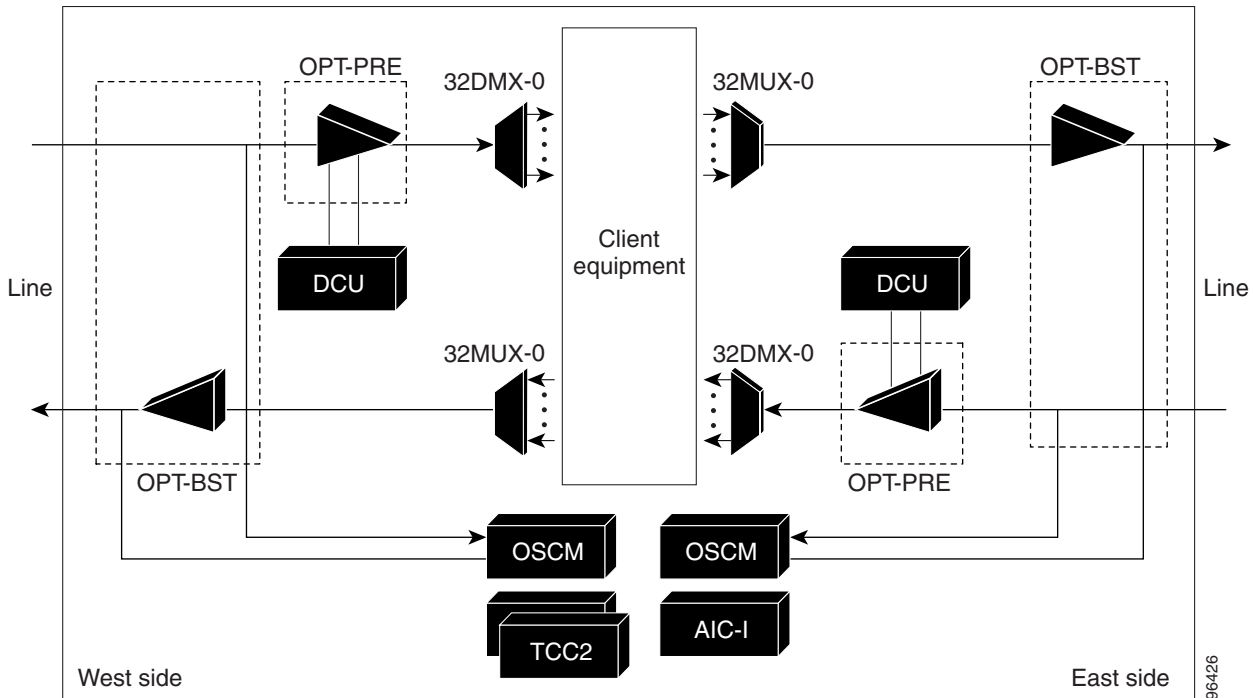 OPT-PRE
32DMX-0
32MUX-0
OPT-BST
DCU
Client
equipment
DCU
Line
Line
32MUX-0
32DMX-0
OPT-BST
OPT-PRE
OSCM
OSCM
TCC2
AIC-I
West side
East side
96426